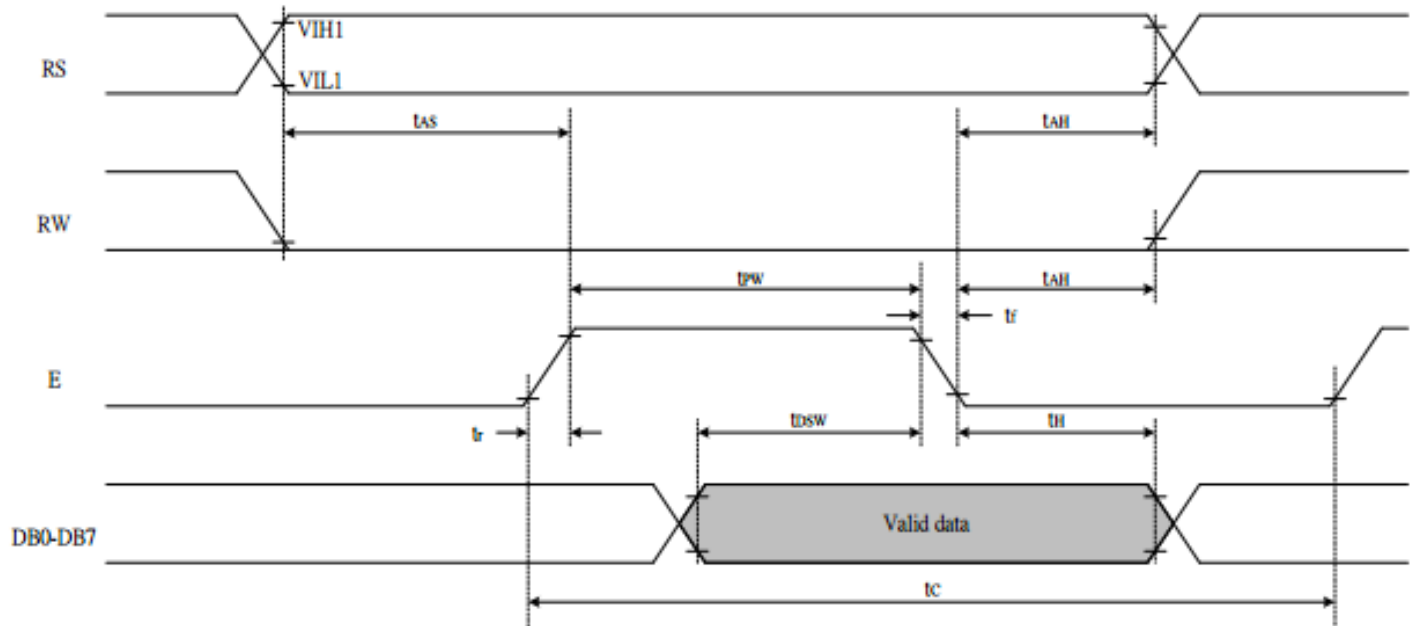 VIH1
RS
VIL1
tAS
tAH
RW
tPW
tAH
tf
E
tr
tDSW
tH
DB0-DB7
Valid data
tC